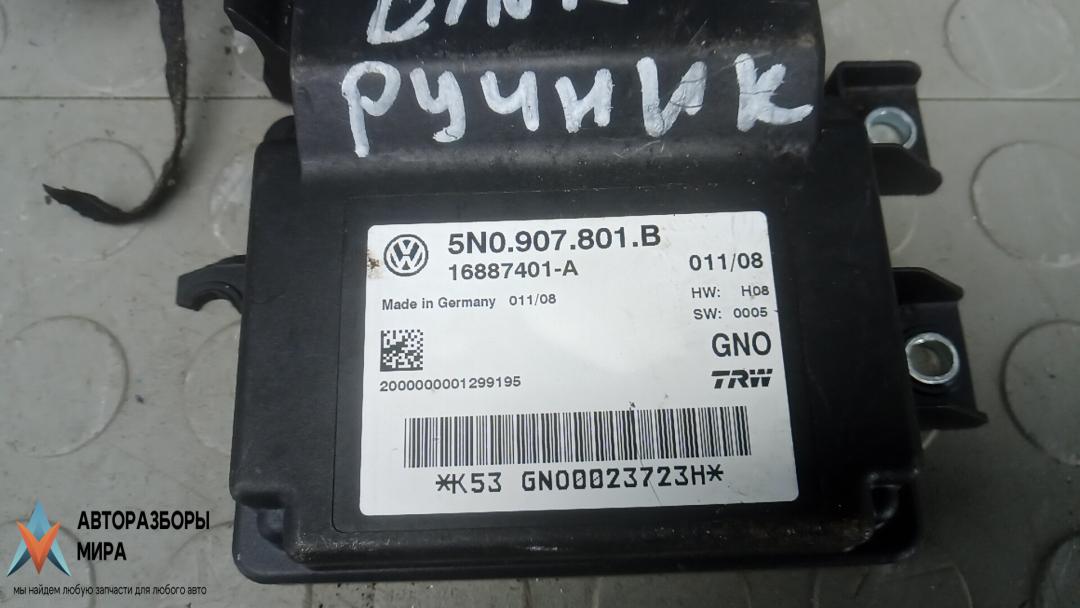 РУЧНИК
5N0.907.801.B
16887401-A
011/08
Made in Germany 011/08
HW: H08
SW: 0005
GNO
2000000001299195
TRW
*K53 GNO00023723H*
АВТОРАЗБОРЫ
МИРА
мы найдем любую запчасти для любого авто